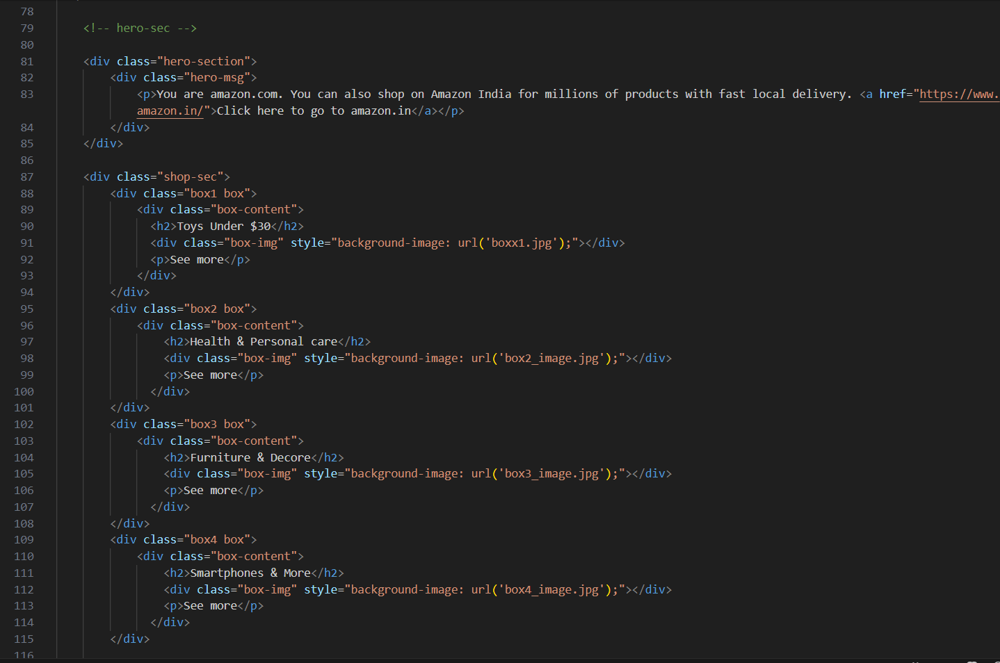 78
79 <!-- hero-sec -->
80
81 <div class="hero-section">
82 <div class="hero-msg">
83 <p>You are amazon.com. You can also shop on Amazon India for millions of products with fast local delivery. <a href="https://www.
amazon.in/">Click here to go to amazon.in</a></p>
84 </div>
85 </div>
86
87 <div class="shop-sec">
88 <div class="box1 box">
89 <div class="box-content">
90 <h2>Toys Under $30</h2>
91 <div class="box-img" style="background-image: url('boxx1.jpg');"></div>
92 <p>See more</p>
93 </div>
94 </div>
95 <div class="box2 box">
96 <div class="box-content">
97 <h2>Health & Personal care</h2>
98 <div class="box-img" style="background-image: url('box2_image.jpg');"></div>
99 <p>See more</p>
100 </div>
101 </div>
102 <div class="box3 box">
103 <div class="box-content">
104 <h2>Furniture & Decore</h2>
105 <div class="box-img" style="background-image: url('box3_image.jpg');"></div>
106 <p>See more</p>
107 </div>
108 </div>
109 <div class="box4 box">
110 <div class="box-content">
111 <h2>Smartphones & More</h2>
112 <div class="box-img" style="background-image: url('box4_image.jpg');"></div>
113 <p>See more</p>
114 </div>
115 </div>
116